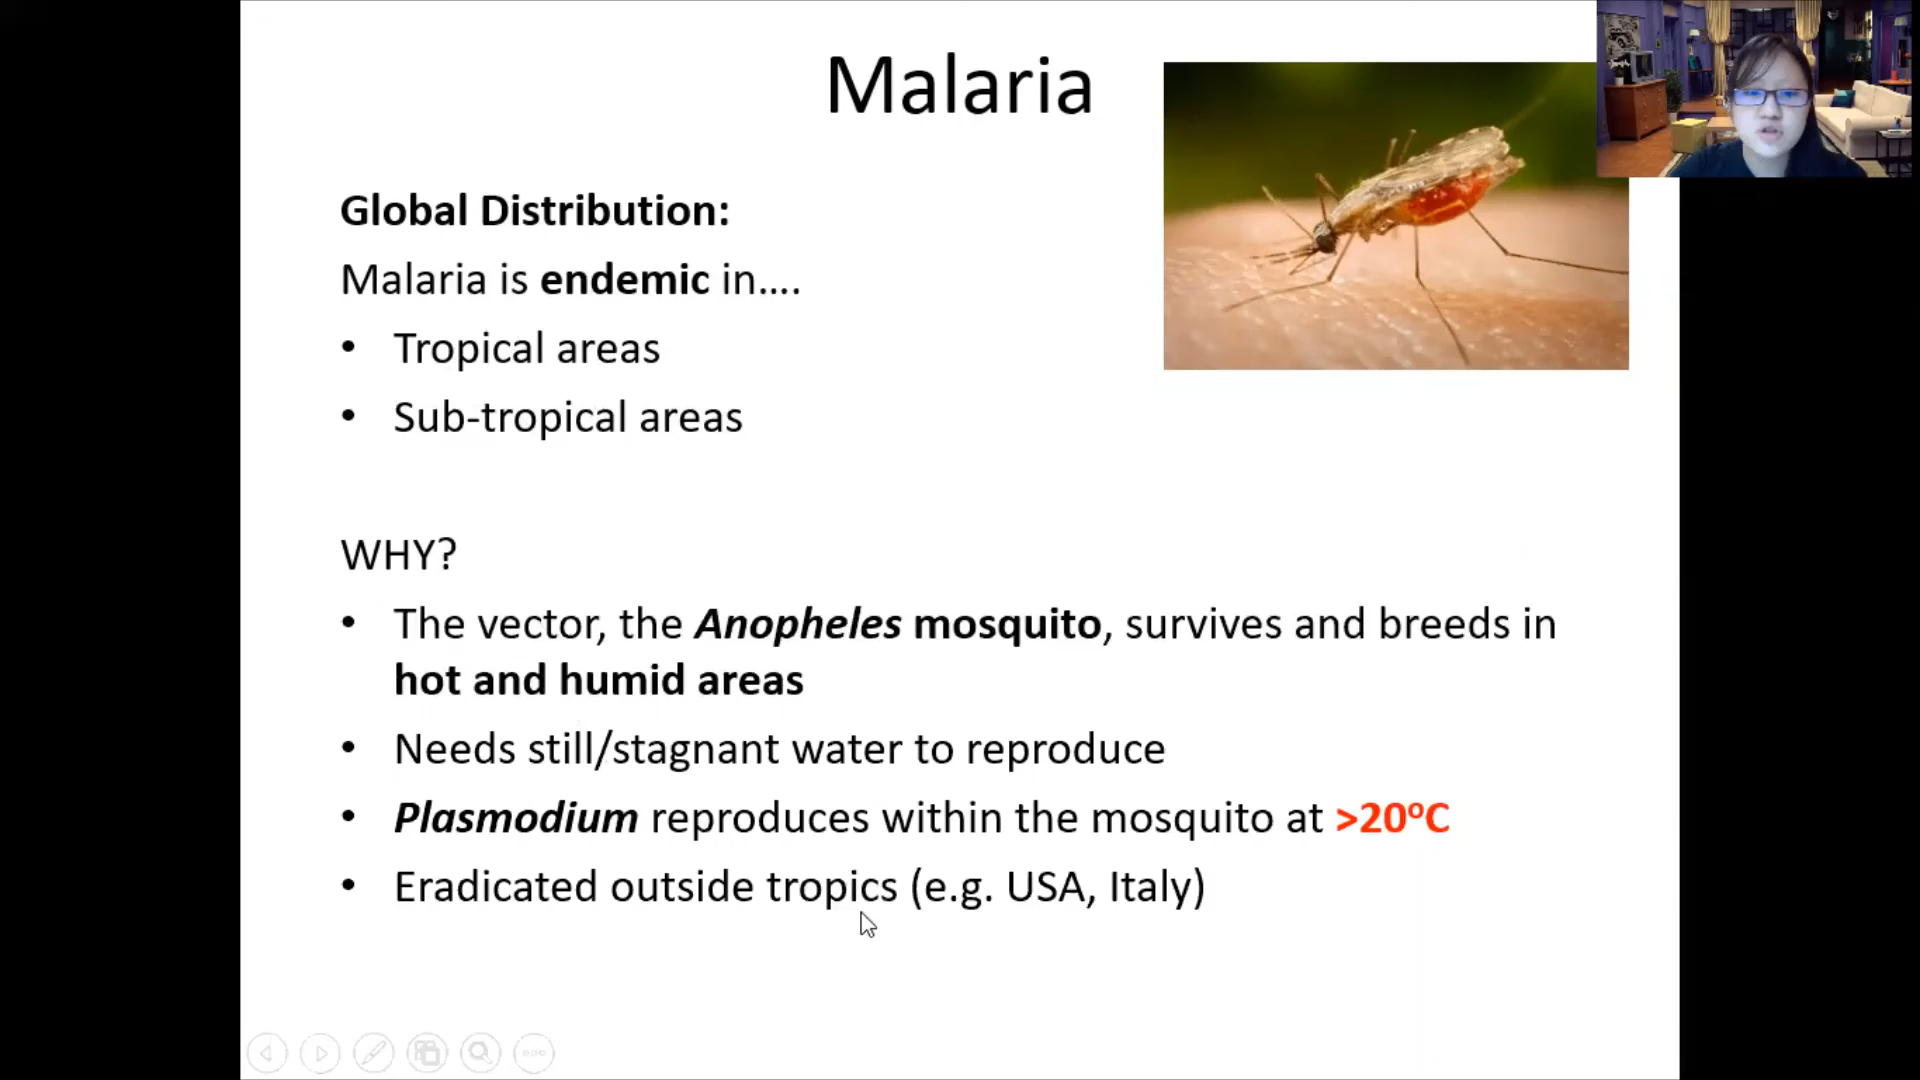 Malaria
Global Distribution:
Malaria is endemic in....
• Tropical areas
• Sub-tropical areas
WHY?
• The vector, the Anopheles mosquito, survives and breeds in
hot and humid areas
• Needs still/stagnant water to reproduce
• Plasmodium reproduces within the mosquito at >20ºC
• Eradicated outside tropics (e.g. USA, Italy)